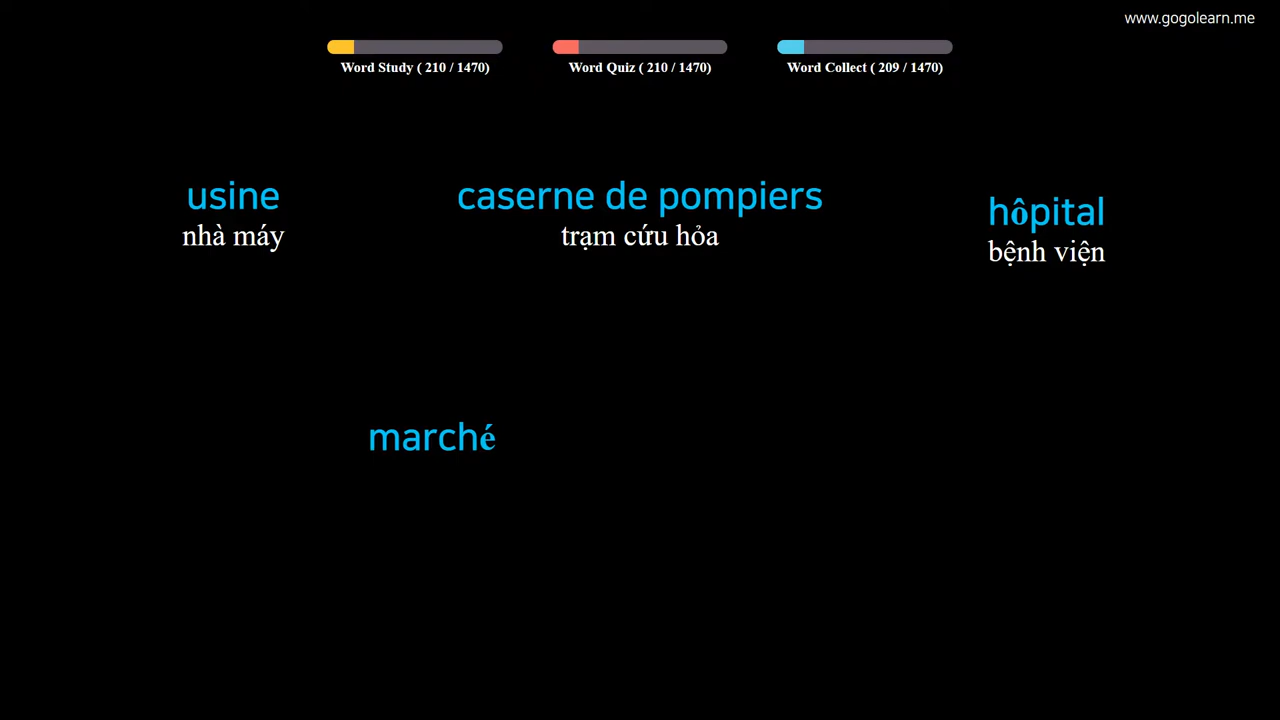 www.gogolearn.me
Word Study ( 210 / 1470)
Word Quiz ( 210 / 1470)
Word Collect ( 209 / 1470)
usine
nhà máy
caserne de pompiers
trạm cứu hỏa
hôpital
bệnh viện
marché